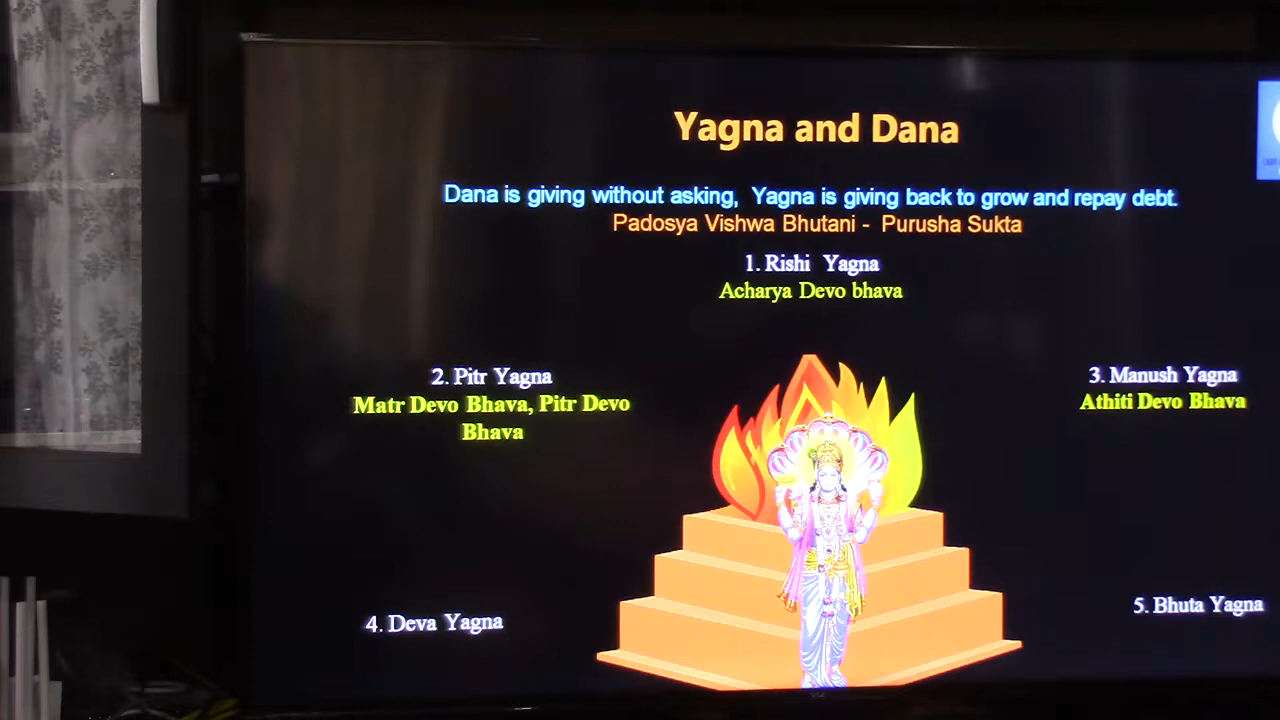 Yagna and Dana
Dana is giving without asking, Yagna is giving back to grow and repay debt.
Padosya Vishwa Bhutani - Purusha Sukta
1. Rishi Yagna
Acharya Devo bhava
2. Pitr Yagna
Matr Devo Bhava, Pitr Devo
Bhava
3. Manush Yagna
Athiti Devo Bhava
4. Deva Yagna
5. Bhuta Yagna